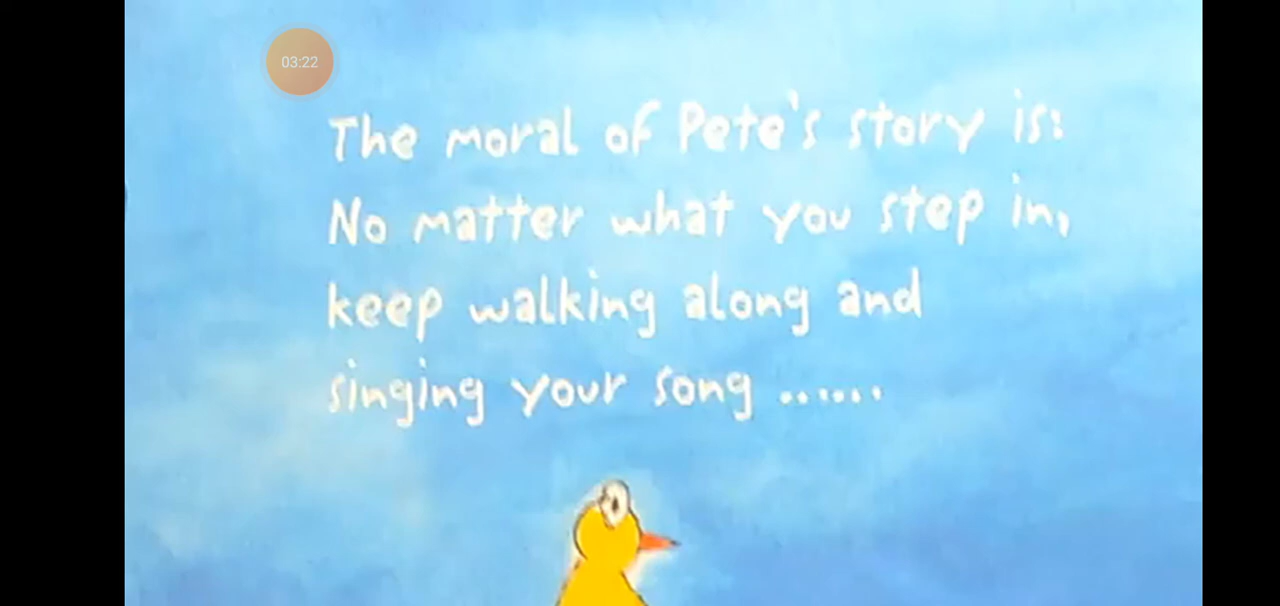 03:22
The moral of Pete's story is:
No matter what you step in,
keep walking along and
singing your song ......